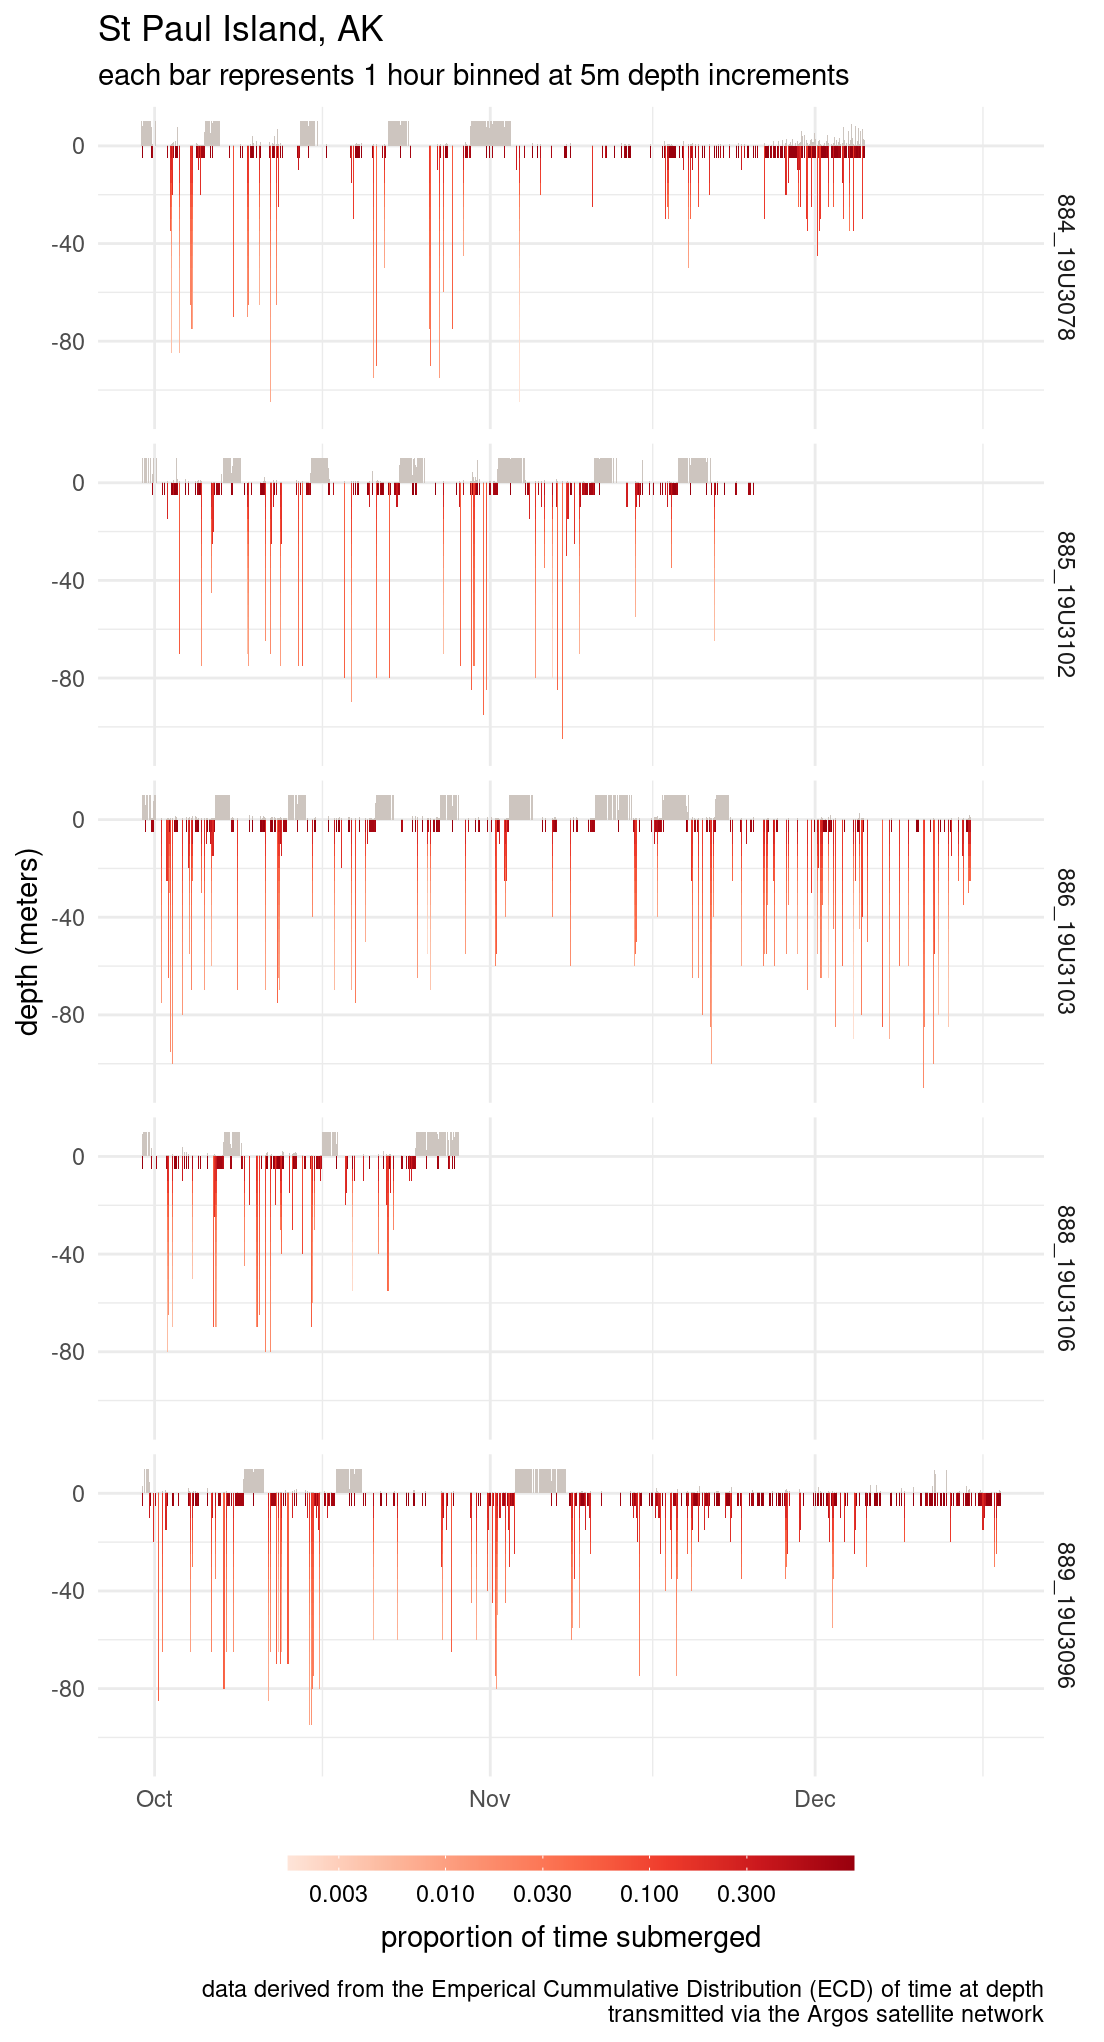 St Paul Island, AK
each bar represents 1 hour binned at 5m depth increments
0
-40
-80
884_19U3078
0
-40
-80
885_19U3102
0
-40
-80
886_19U3103
depth (meters)
0
-40
-80
888_19U3106
0
-40
-80
889_19U3096
Oct Nov Dec
0.003 0.010 0.030 0.100 0.300
proportion of time submerged
data derived from the Emperical Cummulative Distribution (ECD) of time at depth
transmitted via the Argos satellite network